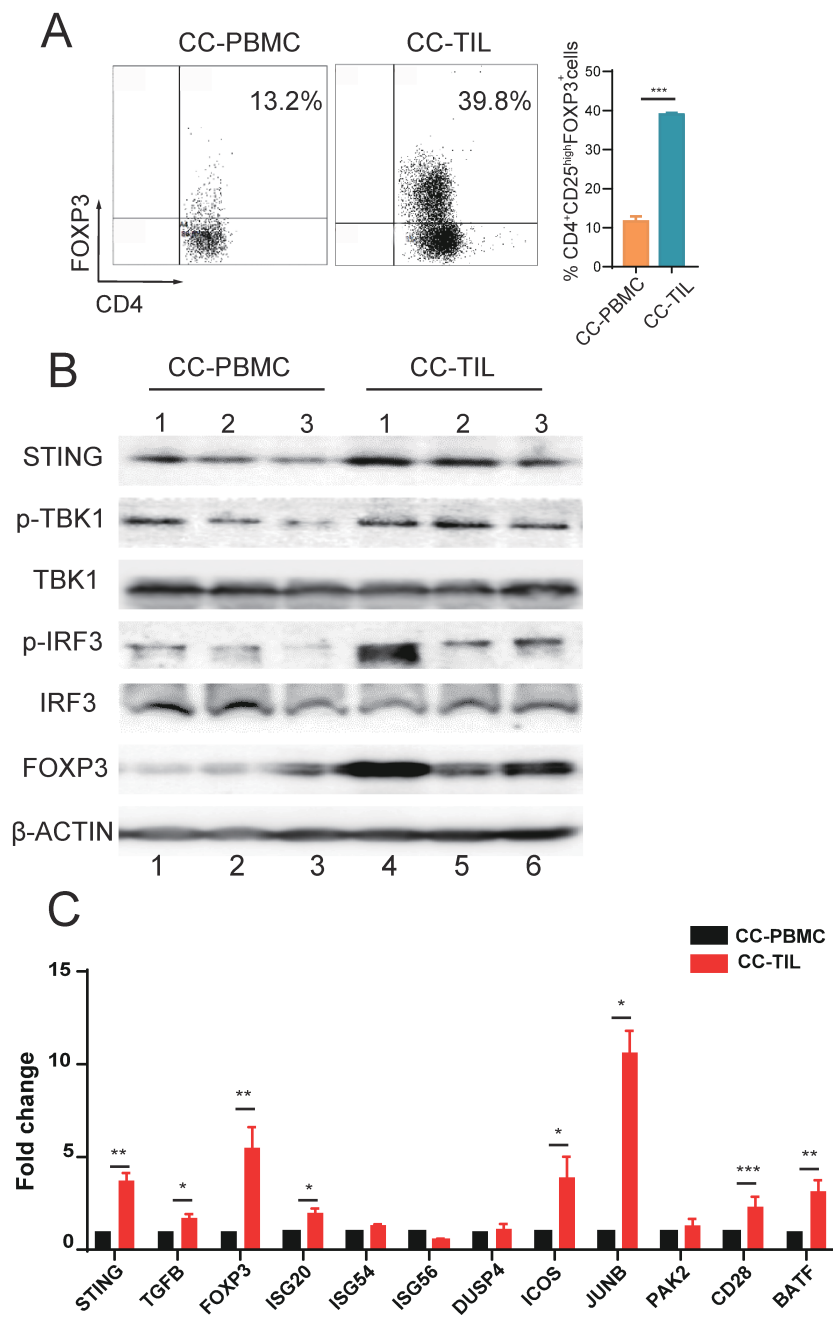 A
CC-PBMC
CC-TIL
13.2%
39.8%
FOXP3
CD4
% CD4⁺CD25ʰⁱᵍʰFOXP3⁺cells
50
40
30
20
10
0
***
CC-PBMC
CC-TIL
B
CC-PBMC CC-TIL
1 2 3 1 2 3
STING
p-TBK1
TBK1
p-IRF3
IRF3
FOXP3
β-ACTIN
1 2 3 4 5 6
C
CC-PBMC
CC-TIL
Fold change
15
10
5
0
** * ** * * * *** **
STING TGFB FOXP3 ISG20 ISG54 ISG56 DUSP4 ICOS JUNB PAK2 CD28 BATF